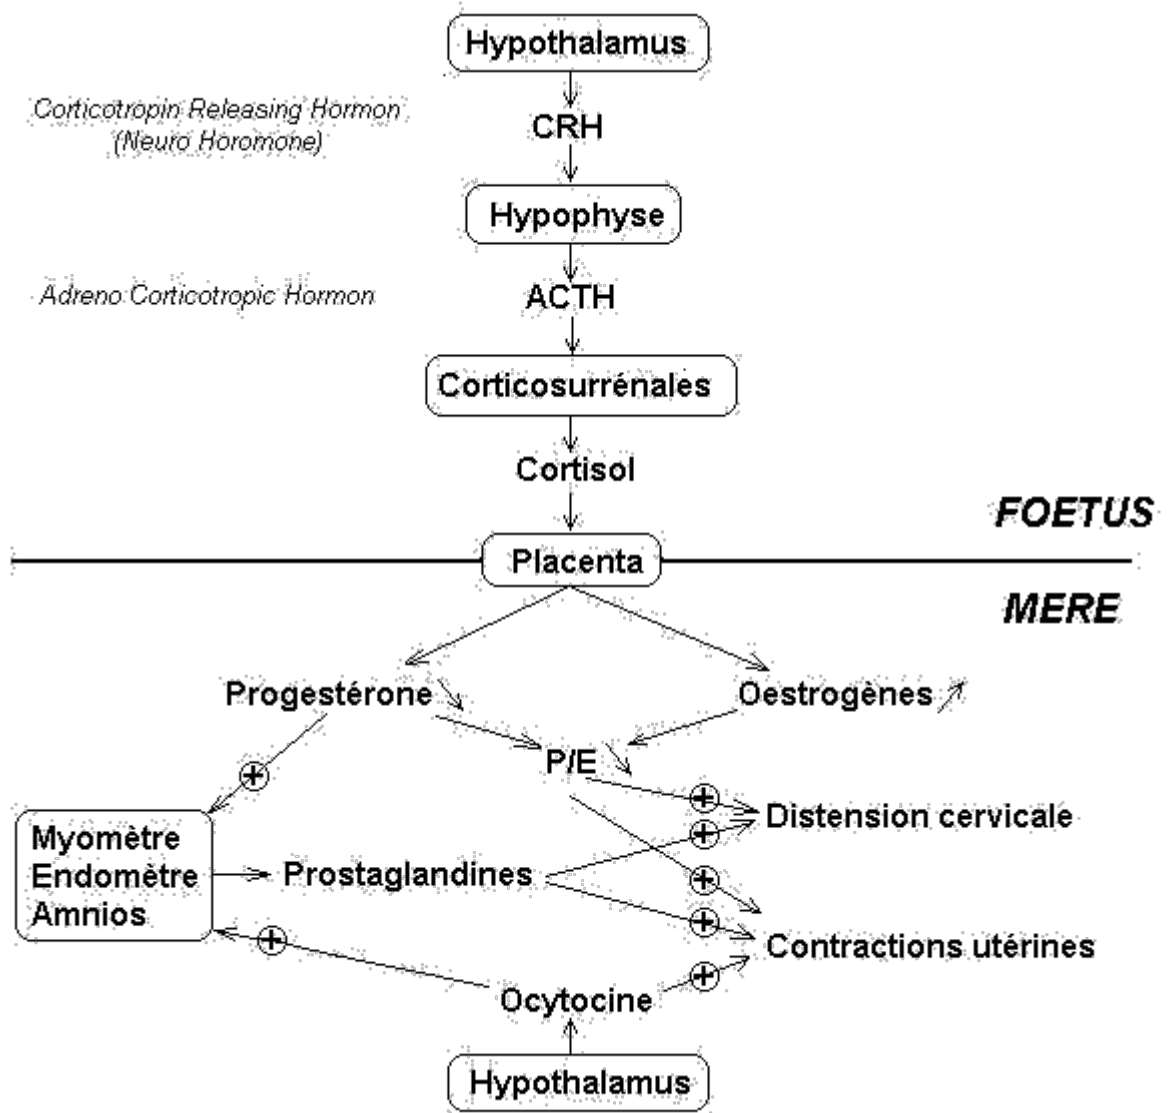 Hypothalamus
Corticotropin Releasing Hormon
(Neuro Horomone)
CRH
Hypophyse
Adreno Corticotropic Hormon
ACTH
Corticosurrénales
Cortisol
FOETUS
Placenta
MERE
Progestérone
Oestrogènes
P/E
+
+
Distension cervicale
+
Myomètre
Endomètre
Amnios
Prostaglandines
+
+
+
Contractions utérines
+
Ocytocine
Hypothalamus